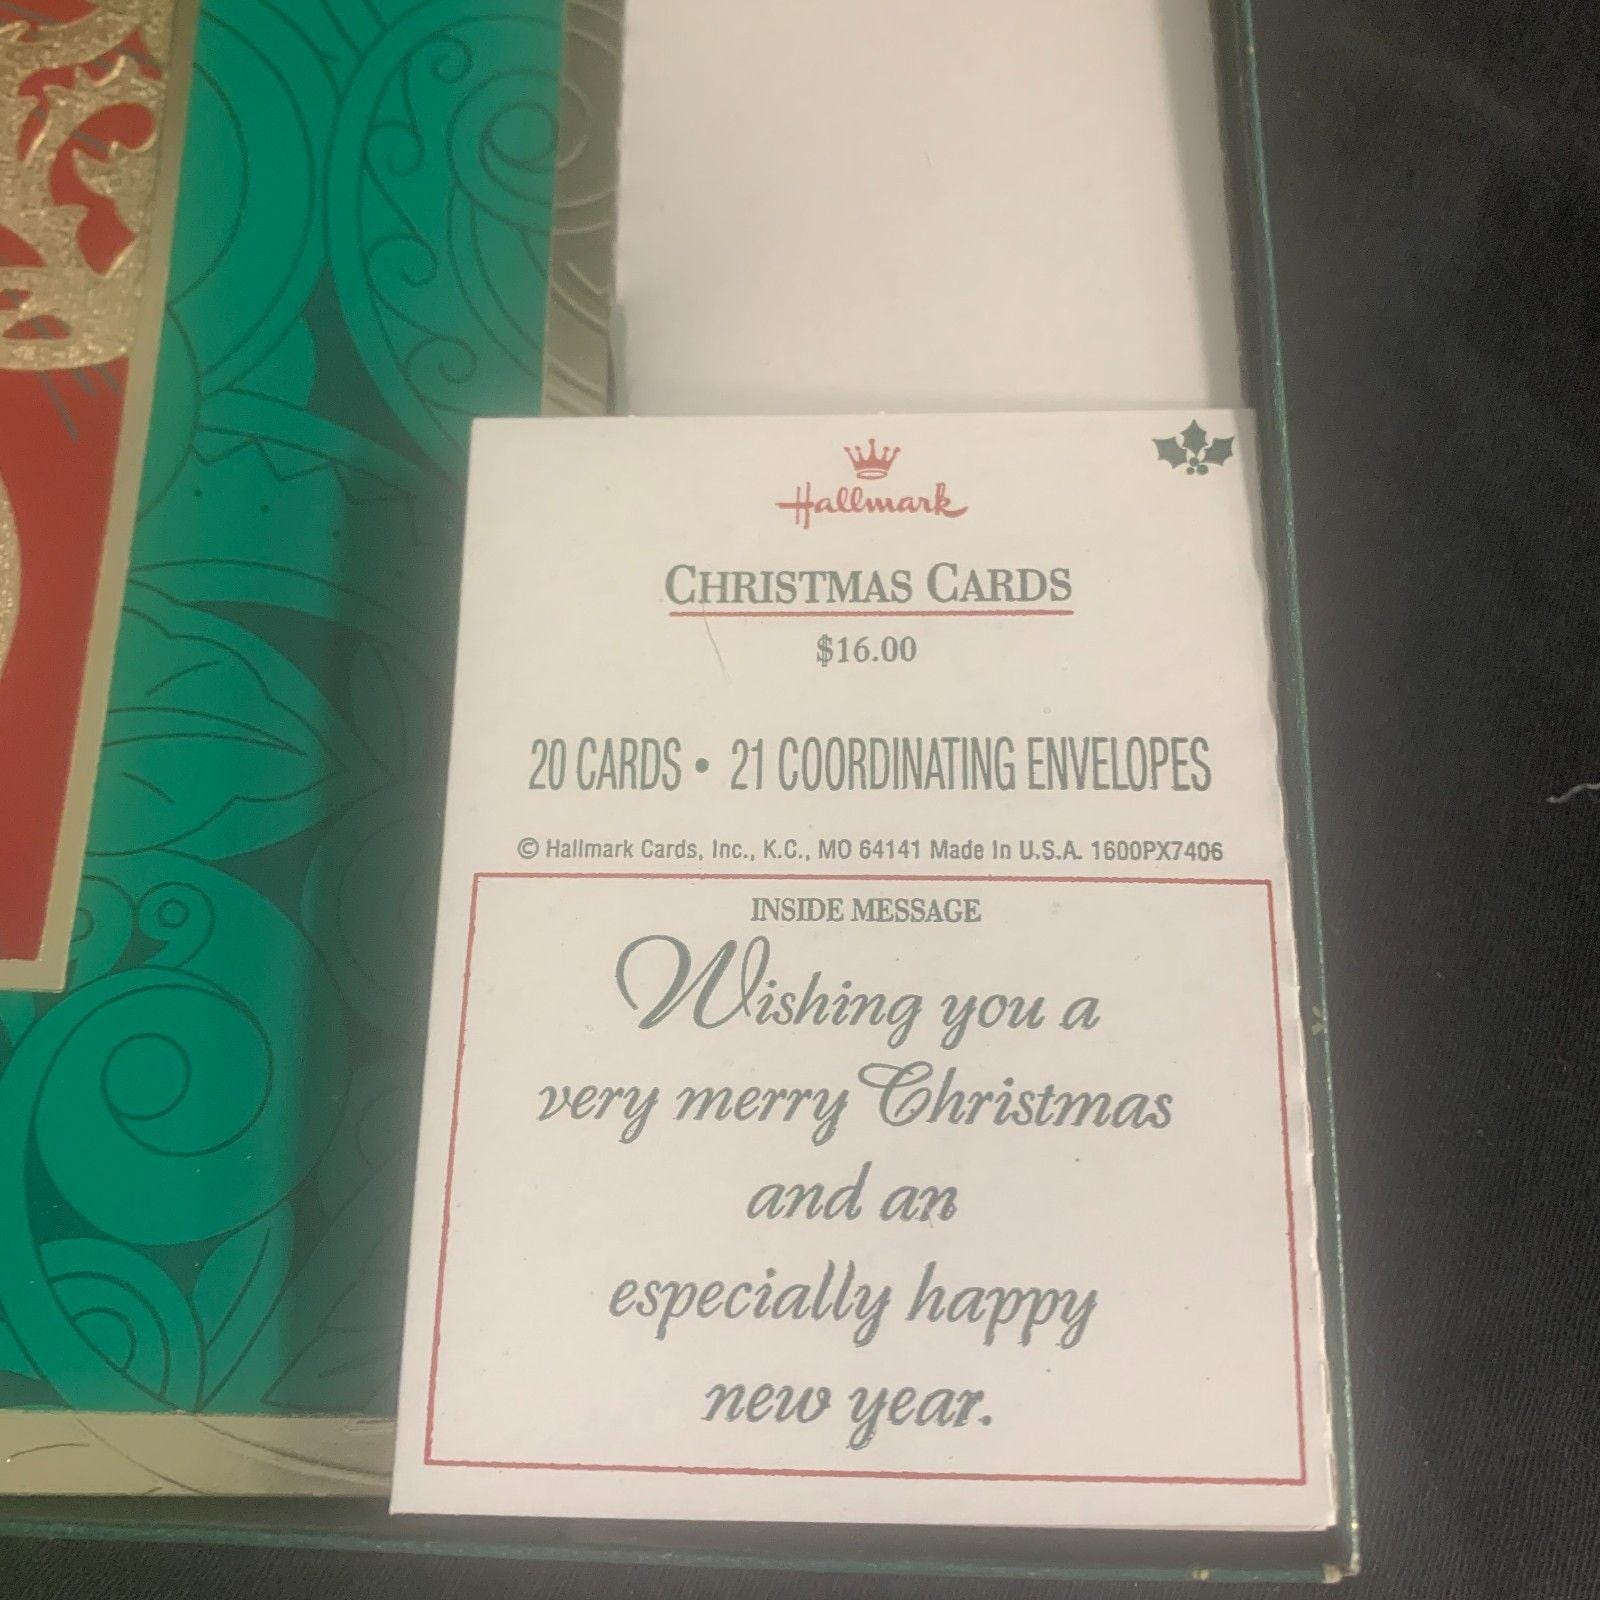 Hallmark
CHRISTMAS CARDS
$16.00
20 CARDS • 21 COORDINATING ENVELOPES
© Hallmark Cards, Inc., K.C., MO 64141 Made In U.S.A. 1600PX7406
INSIDE MESSAGE
Wishing you a
very merry Christmas
and an
especially happy
new year.